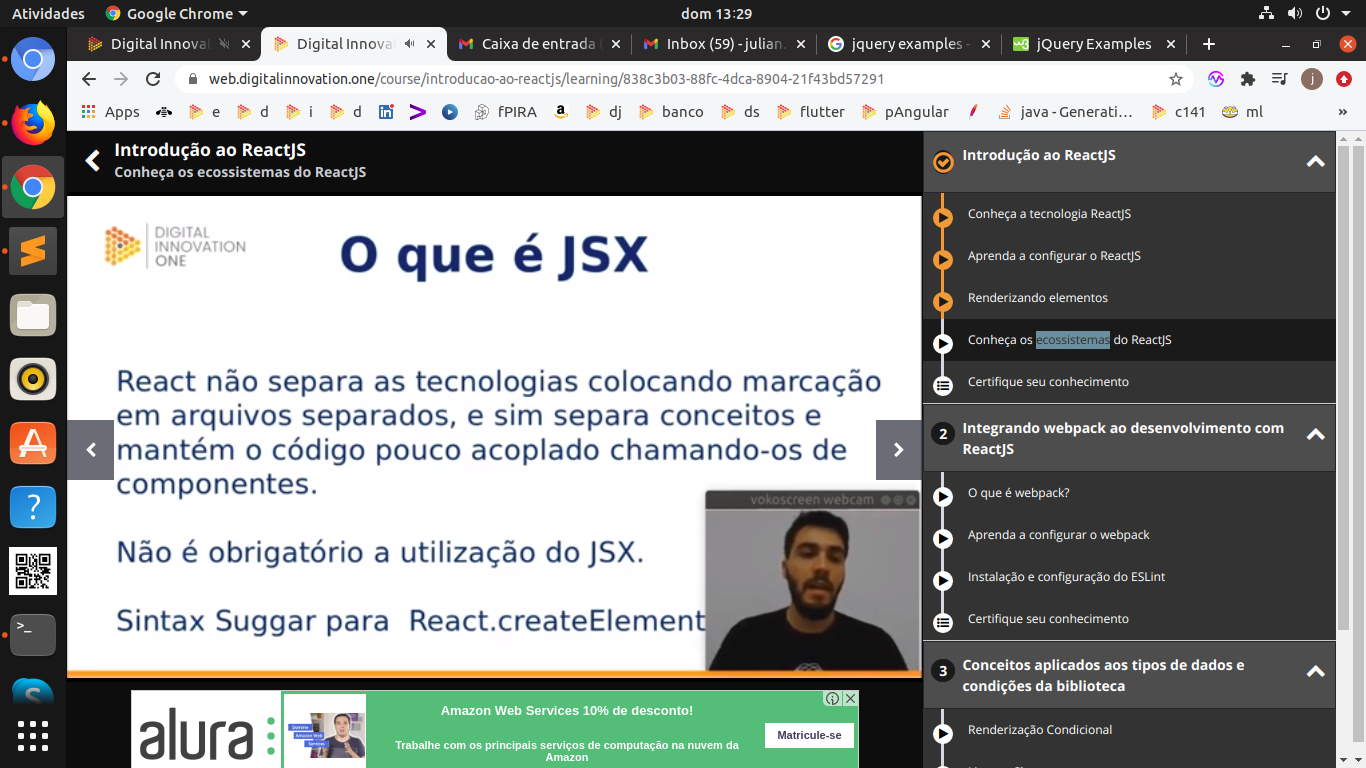 Atividades
Google Chrome
dom 13:29
Digital Innova
Digital Innova
Caixa de entrada (
Inbox (59) - julian.
jquery examples -
jQuery Examples
web.digitalinnovation.one/course/introducao-ao-reactjs/learning/838c3b03-88fc-4dca-8904-21f43bd57291
j
Apps
e
d
i
d
fPIRA
dj
banco
ds
flutter
pAngular
java - Generati...
c141
ml
»
Introdução ao ReactJS
Conheça os ecossistemas do ReactJS
DIGITAL
INNOVATION
ONE
O que é JSX
React não separa as tecnologias colocando marcação
em arquivos separados, e sim separa conceitos e
mantém o código pouco acoplado chamando-os de
componentes.
Não é obrigatório a utilização do JSX.
Sintax Suggar para React.createElement
vokoscreen webcam
alura
Domine
Amazon Web
Services
Amazon Web Services 10% de desconto!
Trabalhe com os principais serviços de computação na nuvem da
Amazon
Matricule-se
Introdução ao ReactJS
Conheça a tecnologia ReactJS
Aprenda a configurar o ReactJS
Renderizando elementos
Conheça os ecossistemas do ReactJS
Certifique seu conhecimento
2
Integrando webpack ao desenvolvimento com
ReactJS
O que é webpack?
Aprenda a configurar o webpack
Instalação e configuração do ESLint
Certifique seu conhecimento
3
Conceitos aplicados aos tipos de dados e
condições da biblioteca
Renderização Condicional